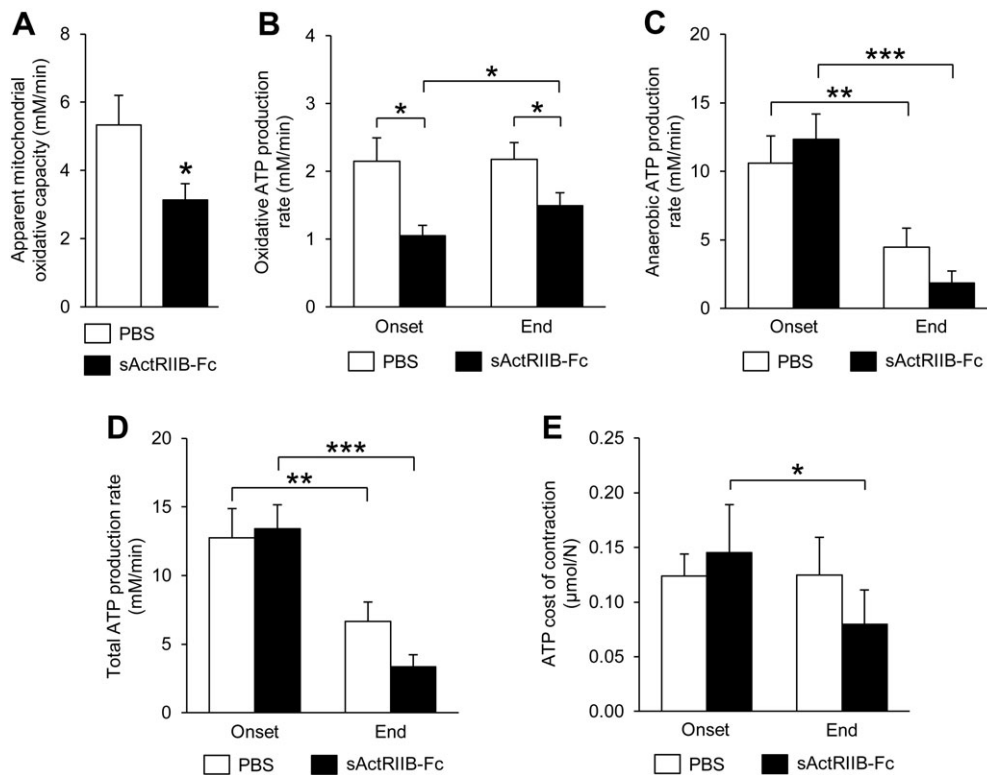 A
Apparent mitochondrial
oxidative capacity (mM/min)
8
6
4
2
0
*
PBS
sActRIIB-Fc
B
Oxidative ATP production
rate (mM/min)
4
3
2
1
0
*
*
*
Onset
End
PBS
sActRIIB-Fc
C
Anaerobic ATP production
rate (mM/min)
20
15
10
5
0
***
**
Onset
End
PBS
sActRIIB-Fc
D
Total ATP production rate
(mM/min)
20
15
10
5
0
***
**
Onset
End
PBS
sActRIIB-Fc
E
ATP cost of contraction
(µmol/N)
0.25
0.20
0.15
0.10
0.05
0.00
*
Onset
End
PBS
sActRIIB-Fc